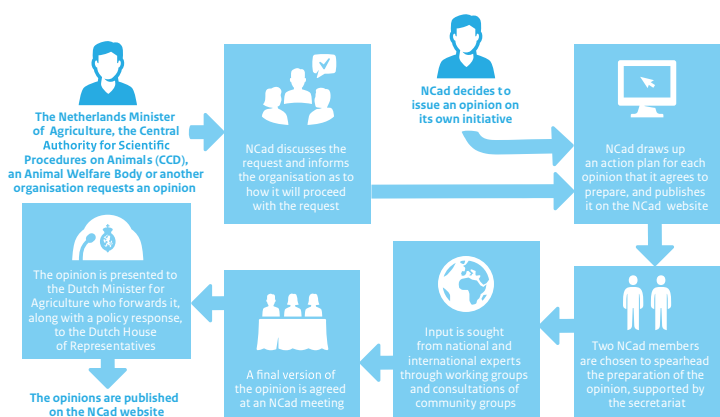 The Netherlands Minister
of Agriculture, the Central
Authority for Scientific
Procedures on Animals (CCD),
an Animal Welfare Body or another
organisation requests an opinion
NCad discusses the
request and informs
the organisation as to
how it will proceed
with the request
NCad decides to
issue an opinion on
its own initiative
NCad draws up
an action plan for each
opinion that it agrees to
prepare, and publishes
it on the NCad website
Two NCad members
are chosen to spearhead
the preparation of the
opinion, supported by
the secretariat
Input is sought
from national and
international experts
through working groups
and consultations of
community groups
A final version of
the opinion is agreed
at an NCad meeting
The opinion is presented to
the Dutch Minister for
Agriculture who forwards it,
along with a policy response,
to the Dutch House
of Representatives
The opinions are published
on the NCad website